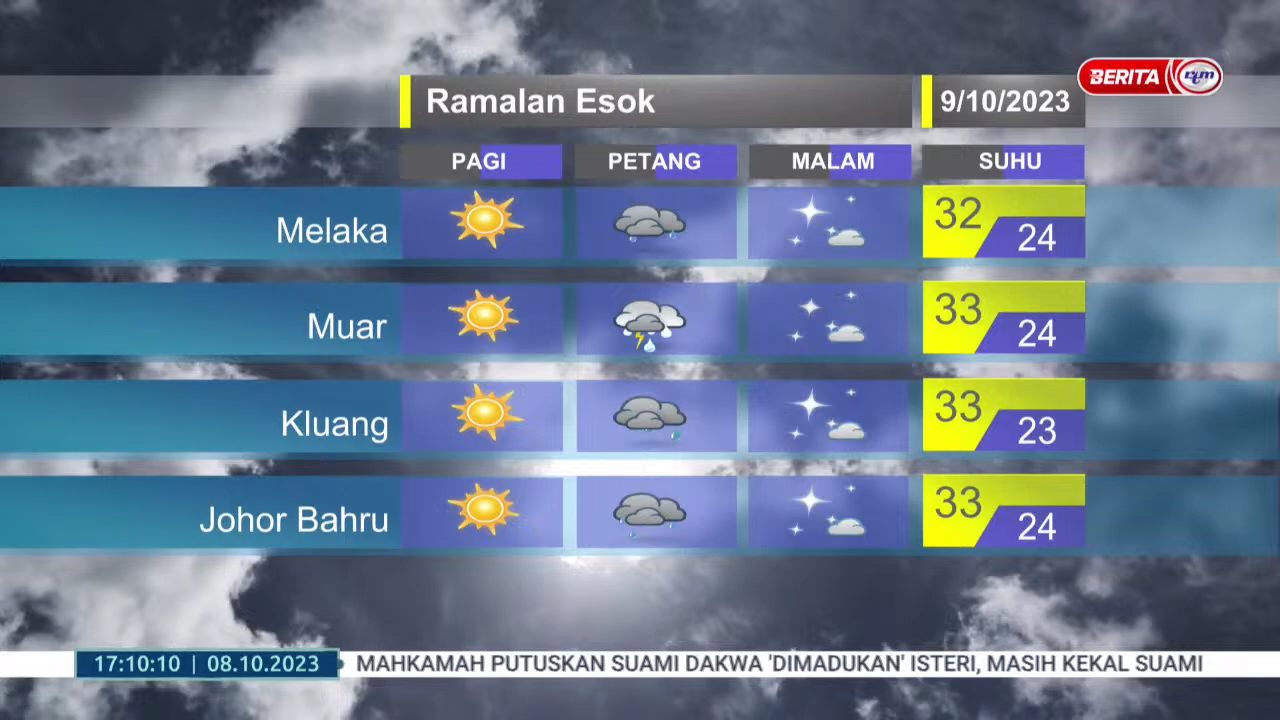 BERITA rtm
Ramalan Esok 9/10/2023
PAGI PETANG MALAM SUHU
Melaka 32 24
Muar 33 24
Kluang 33 23
Johor Bahru 33 24
17:10:10 | 08.10.2023 MAHKAMAH PUTUSKAN SUAMI DAKWA 'DIMADUKAN' ISTERI, MASIH KEKAL SUAMI